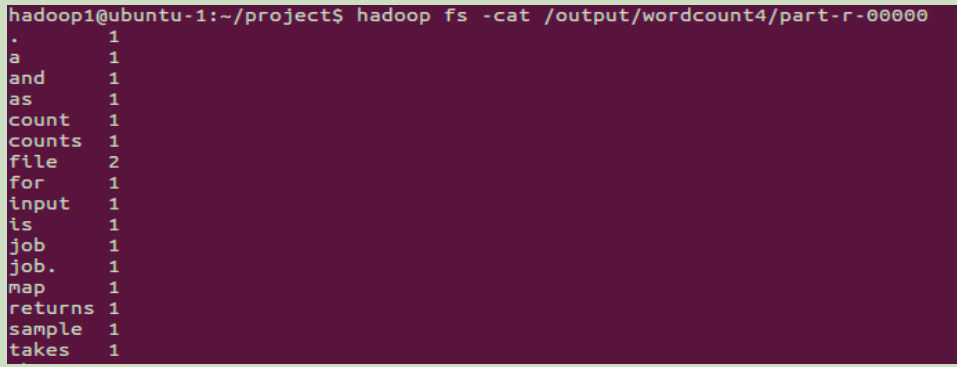 hadoop1@ubuntu-1:~/project$ hadoop fs -cat /output/wordcount4/part-r-00000
. 1
a 1
and 1
as 1
count 1
counts 1
file 2
for 1
input 1
is 1
job 1
job. 1
map 1
returns 1
sample 1
takes 1